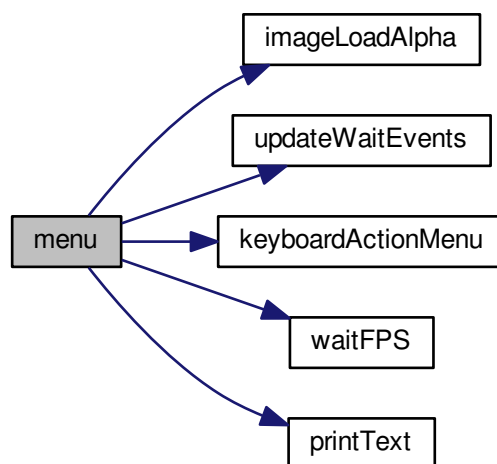 imageLoadAlpha
updateWaitEvents
menu
keyboardActionMenu
waitFPS
printText